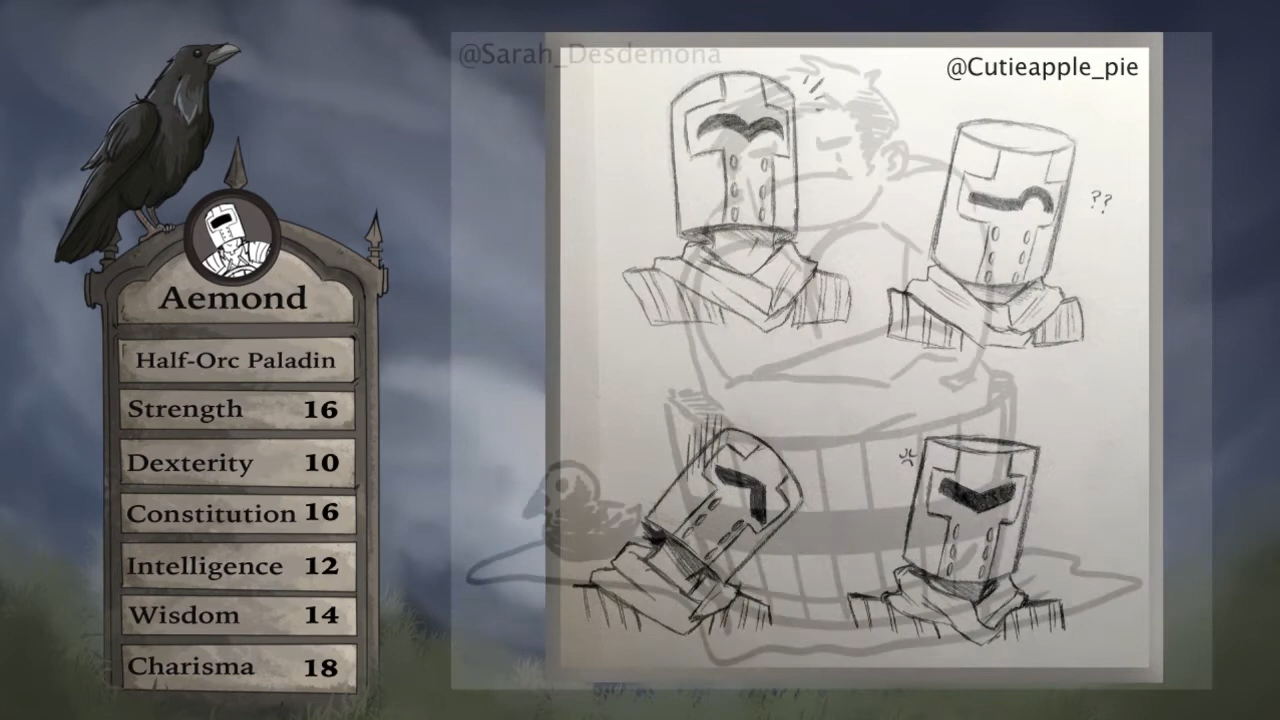 Aemond
Half-Orc Paladin
Strength 16
Dexterity 10
Constitution 16
Intelligence 12
Wisdom 14
Charisma 18
@Sarah_Desdemona
@Cutieapple_pie
??